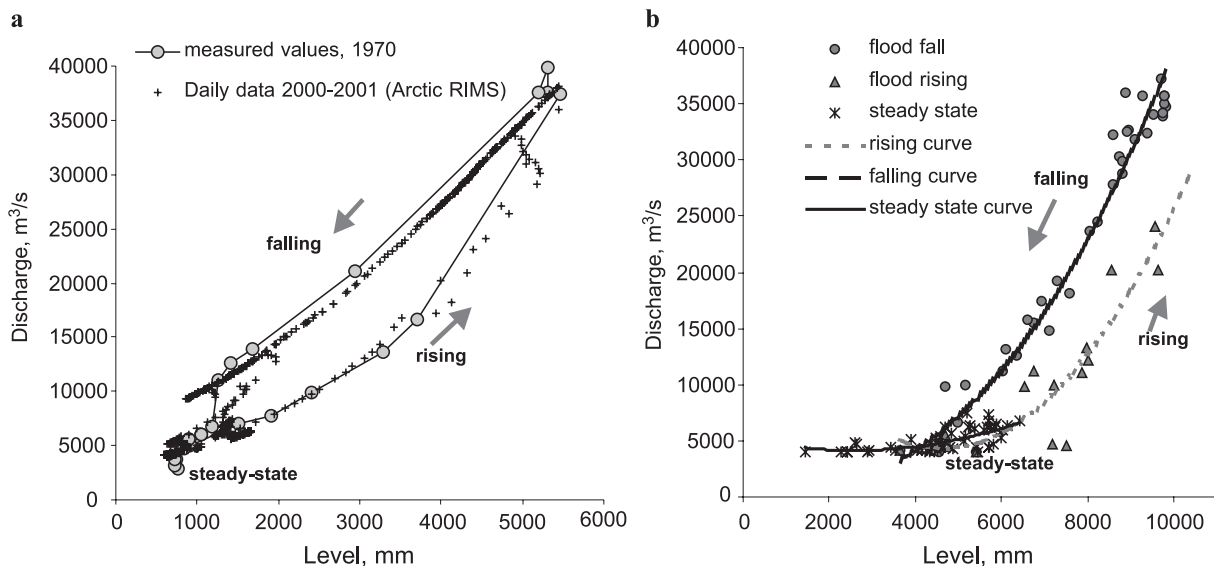 a
measured values, 1970
Daily data 2000-2001 (Arctic RIMS)
40000
35000
30000
25000
20000
15000
10000
5000
0
Discharge, m³/s
falling
rising
steady-state
0 1000 2000 3000 4000 5000 6000
Level, mm
b
flood fall
flood rising
steady state
rising curve
falling curve
steady state curve
40000
35000
30000
25000
20000
15000
10000
5000
0
Discharge, m³/s
falling
rising
steady-state
0 2000 4000 6000 8000 10000
Level, mm